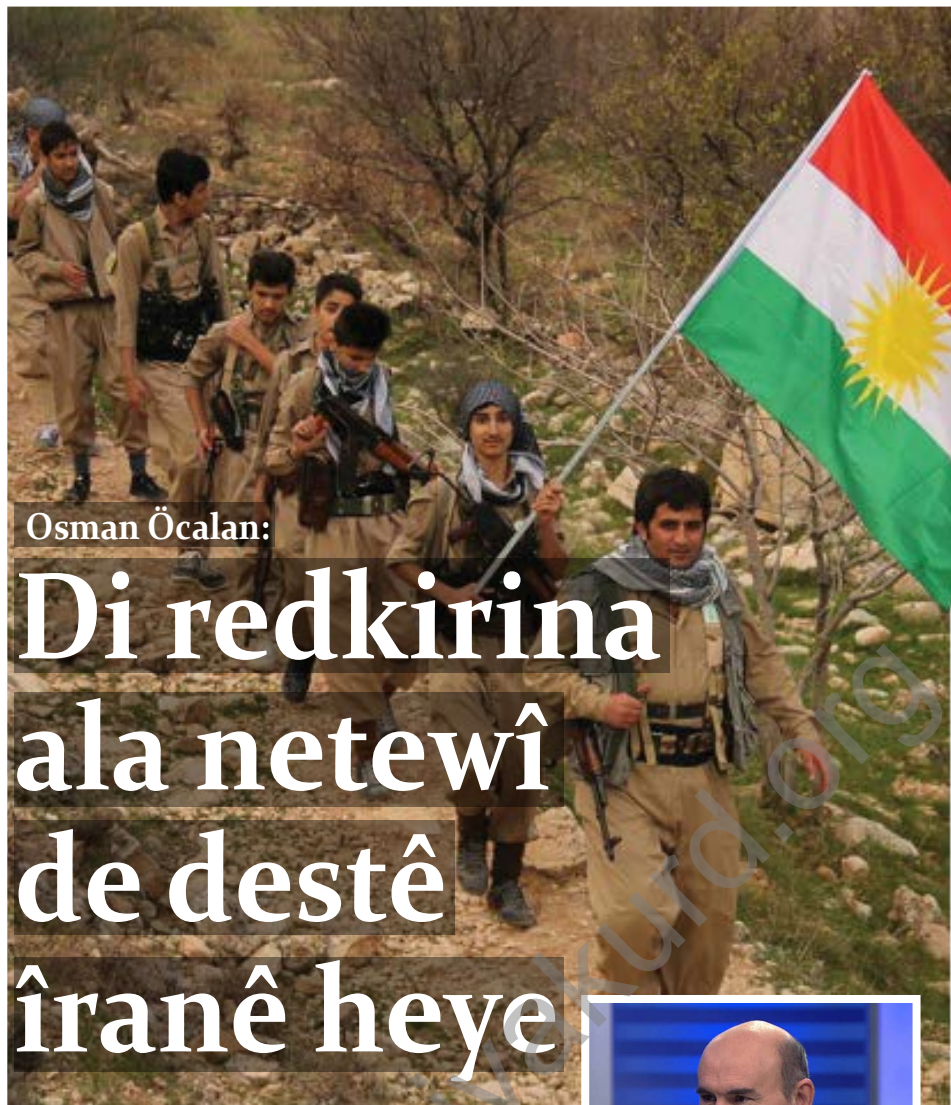 Osman Öcalan:
Di redkirina
ala netewî
de destê
îranê heye